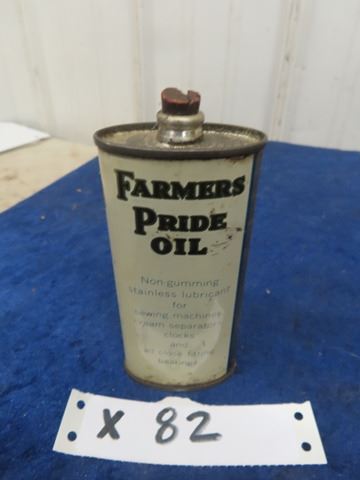 FARMERS
PRIDE
OIL
Non-gumming
stainless lubricant
for
sewing machines
cream separators
clocks
and
all close fitting
bearings
X 82